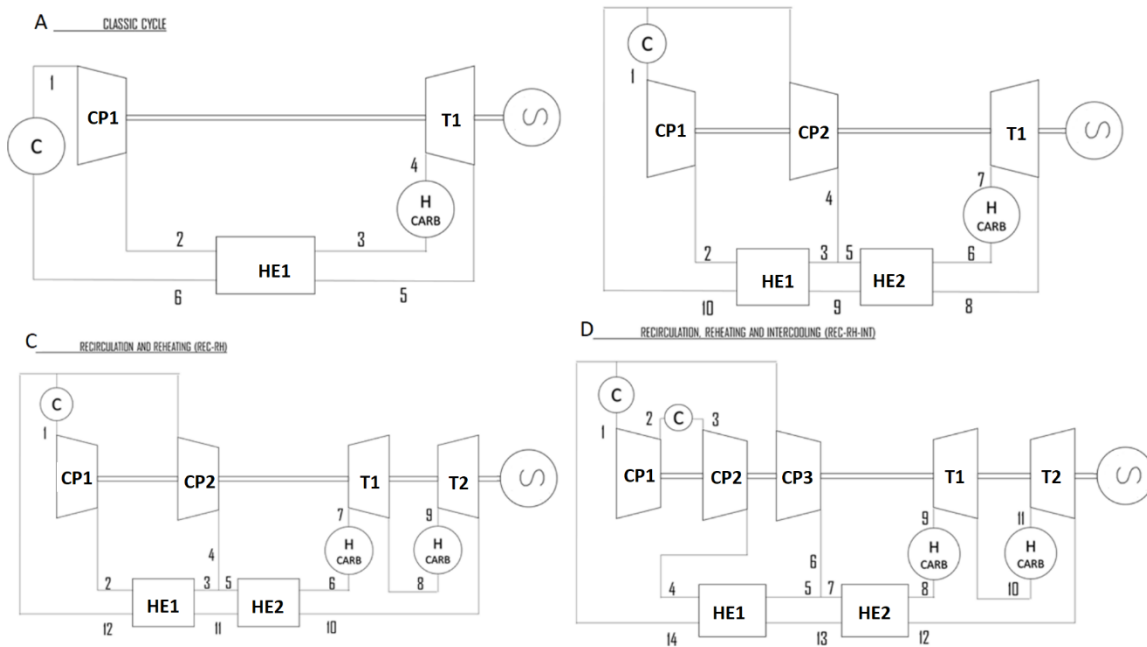 A CLASSIC CYCLE
1
CP1
T1
S
C
4
H
CARB
2
3
HE1
6
5
C
1
CP1
CP2
T1
S
4
7
H
CARB
2
3
5
6
HE1
HE2
10
9
8
C RECIRCULATION AND REHEATING (REC-RH)
C
1
CP1
CP2
T1
T2
S
7
9
4
H
CARB
H
CARB
2
3
5
6
8
HE1
HE2
12
11
10
D RECIRCULATION, REHEATING AND INTERCOOLING (REC-RH-INT)
C
2
C
3
1
CP1
CP2
CP3
T1
T2
S
9
11
6
H
CARB
H
CARB
4
5
7
8
10
HE1
HE2
14
13
12